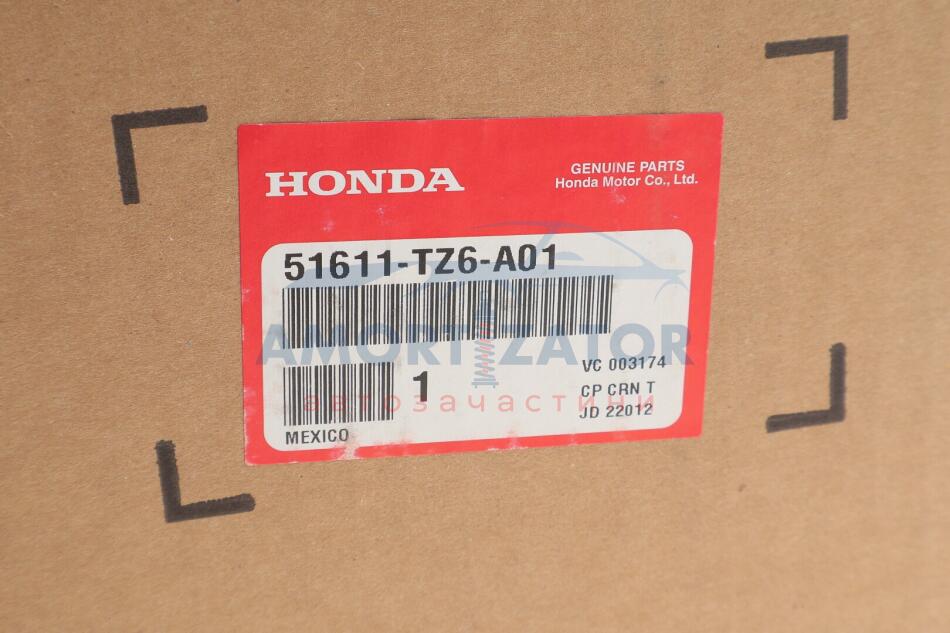 HONDA
GENUINE PARTS
Honda Motor Co., Ltd.
51611-TZ6-A01
AMORTIZATOR
VC 003174
1
CP CRN T
автозапчастини
JD 22012
MEXICO